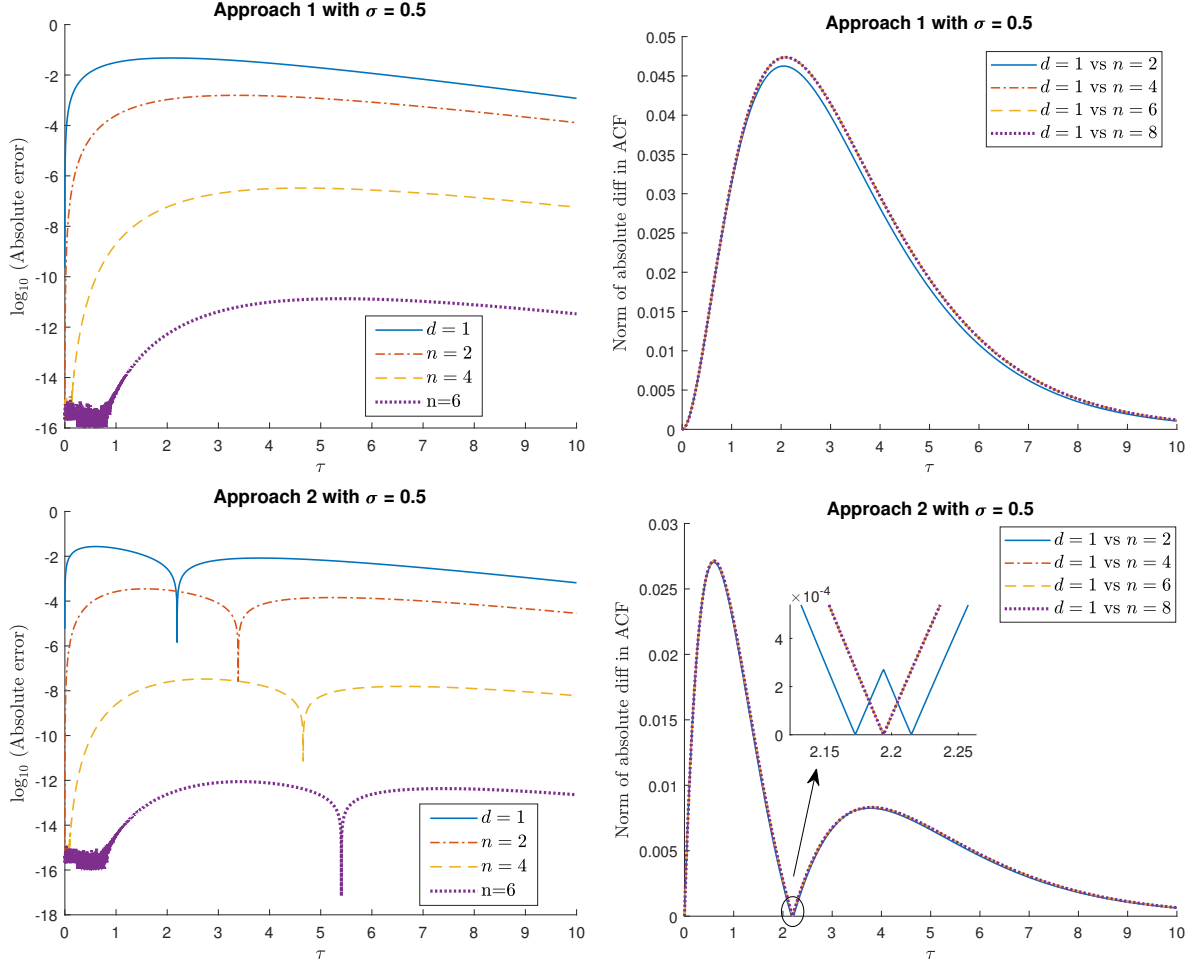 Approach 1 with σ = 0.5
log10 (Absolute error)
0
-2
-4
-6
-8
-10
-12
-14
-16
0 1 2 3 4 5 6 7 8 9 10
τ
d = 1
n = 2
n = 4
n=6
Approach 1 with σ = 0.5
Norm of absolute diff in ACF
0.05
0.045
0.04
0.035
0.03
0.025
0.02
0.015
0.01
0.005
0
0 1 2 3 4 5 6 7 8 9 10
τ
d = 1 vs n = 2
d = 1 vs n = 4
d = 1 vs n = 6
d = 1 vs n = 8
Approach 2 with σ = 0.5
log10 (Absolute error)
0
-2
-4
-6
-8
-10
-12
-14
-16
-18
0 1 2 3 4 5 6 7 8 9 10
τ
d = 1
n = 2
n = 4
n=6
Approach 2 with σ = 0.5
Norm of absolute diff in ACF
0.03
0.025
0.02
0.015
0.01
0.005
0
0 1 2 3 4 5 6 7 8 9 10
τ
d = 1 vs n = 2
d = 1 vs n = 4
d = 1 vs n = 6
d = 1 vs n = 8
×10-4
4
2
0
2.15 2.2 2.25